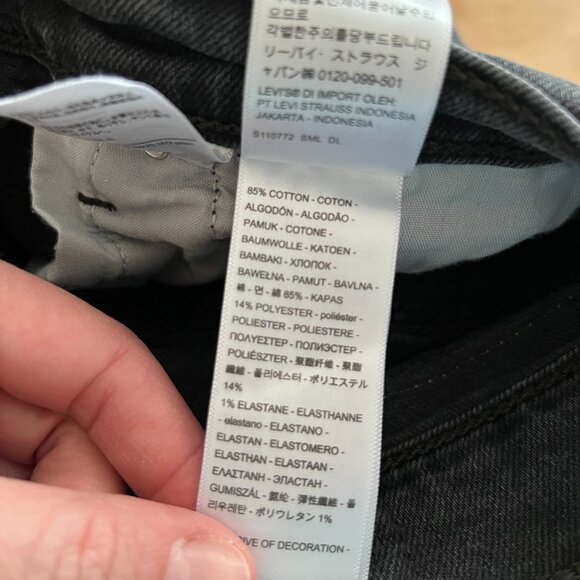 각별한주의를당부드립니다
リーバイ・ストラウス ジ
ャパン㈱ 0120-099-501
LEVI'S® DI IMPORT OLEH:
PT LEVI STRAUSS INDONESIA
JAKARTA - INDONESIA
S110772 SML DL
85% COTTON - COTON -
ALGODÓN - ALGODÃO -
PAMUK - COTONE -
BAUMWOLLE - KATOEN -
BAMBAKI - ХЛОПОК -
BAWEŁNA - PAMUT - BAVLNA
- 棉 - 면 - 綿 85% - KAPAS
14% POLYESTER - poliéster -
POLIESTER - POLIESTERE -
ΠΟΛΥΕΣΤΕΡ - ПОЛИЭСТЕР -
POLIÉSZTER - 聚酯纖維 - 聚酯
纖維 - 폴리에스터 - ポリエステル
14%
1% ELASTANE - ELASTHANNE
- elastano - ELASTANO -
ELASTAN - ELASTOMERO -
ELASTHAN - ELASTAAN -
ΕΛΑΣΤΑΝΗ - ЭЛАСТАН -
GUMISZÁL - 氨纶 - 彈性纖維 - 폴
리우레탄 - ポリウレタン 1%
IVE OF DECORATION -